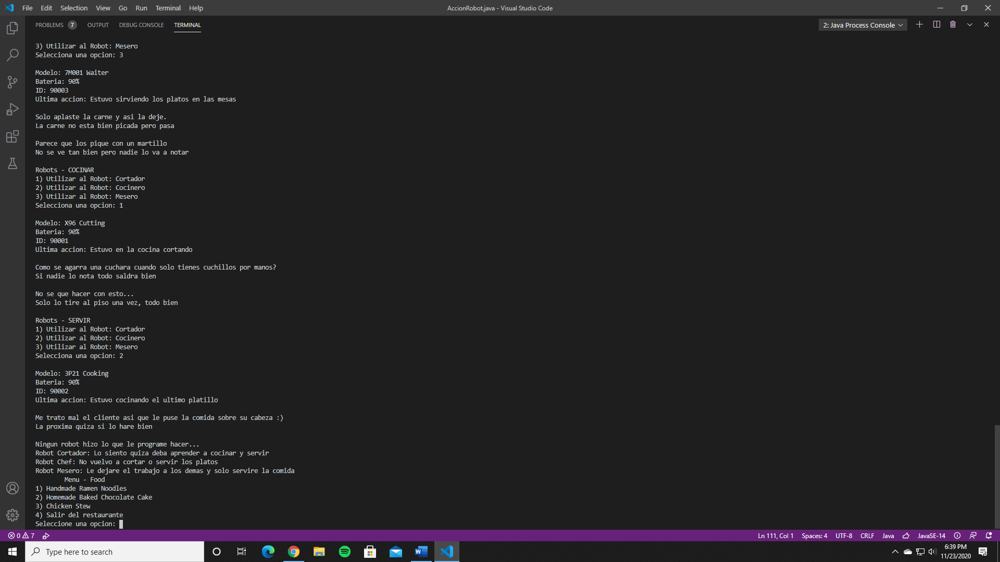 File Edit Selection View Go Run Terminal Help
AccionRobot.java - Visual Studio Code
PROBLEMS 7 OUTPUT DEBUG CONSOLE TERMINAL
2: Java Process Console
3) Utilizar al Robot: Mesero
Selecciona una opcion: 3
Modelo: 7M001 Waiter
Bateria: 90%
ID: 90003
Ultima accion: Estuvo sirviendo los platos en las mesas
Solo aplaste la carne y asi la deje.
La carne no esta bien picada pero pasa
Parece que los pique con un martillo
No se ve tan bien pero nadie lo va a notar
Robots - COCINAR
1) Utilizar al Robot: Cortador
2) Utilizar al Robot: Cocinero
3) Utilizar al Robot: Mesero
Selecciona una opcion: 1
Modelo: X96 Cutting
Bateria: 90%
ID: 90001
Ultima accion: Estuvo en la cocina cortando
Como se agarra una cuchara cuando solo tienes cuchillos por manos?
Si nadie lo nota todo saldra bien
No se que hacer con esto...
Solo lo tire al piso una vez, todo bien
Robots - SERVIR
1) Utilizar al Robot: Cortador
2) Utilizar al Robot: Cocinero
3) Utilizar al Robot: Mesero
Selecciona una opcion: 2
Modelo: 3P21 Cooking
Bateria: 90%
ID: 90002
Ultima accion: Estuvo cocinando el ultimo platillo
Me trato mal el cliente asi que le puse la comida sobre su cabeza :)
La proxima quiza si lo hare bien
Ningun robot hizo lo que le programe hacer...
Robot Cortador: Lo siento quiza deba aprender a cocinar y servir
Robot Chef: No vuelvo a cortar o servir los platos
Robot Mesero: Le dejare el trabajo a los demas y solo servire la comida
Menu - Food
1) Handmade Ramen Noodles
2) Homemade Baked Chocolate Cake
3) Chicken Stew
4) Salir del restaurante
Seleccione una opcion:
0 7 Ln 111, Col 1 Spaces: 4 UTF-8 CRLF Java JavaSE-14
Type here to search
6:39 PM
11/23/2020